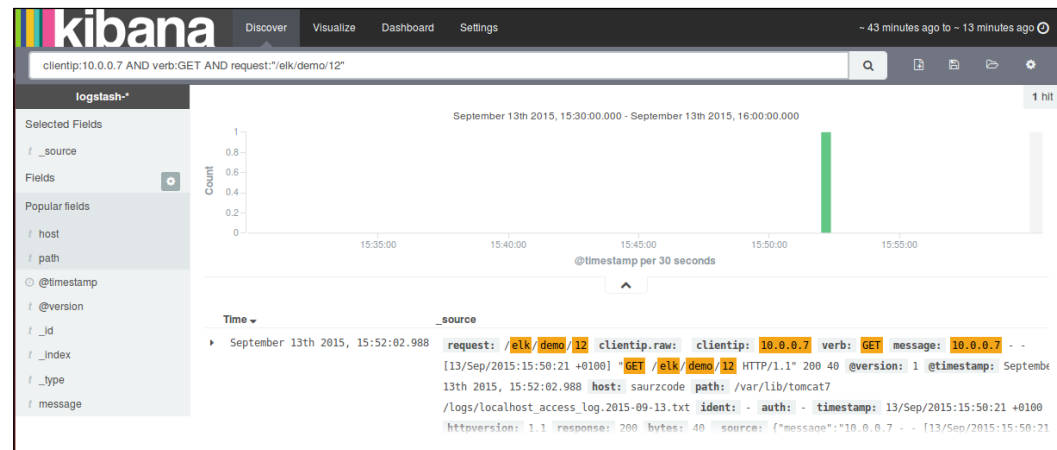 kibana
Discover Visualize Dashboard Settings ~ 43 minutes ago to ~ 13 minutes ago
clientip:10.0.0.7 AND verb:GET AND request:"/elk/demo/12"
logstash-*
1 hit
Selected Fields
t _source
Fields
Popular fields
t host
t path
@timestamp
t @version
t _id
t _index
t _type
t message
September 13th 2015, 15:30:00.000 - September 13th 2015, 16:00:00.000
Count
1
0.8
0.6
0.4
0.2
0
15:35:00 15:40:00 15:45:00 15:50:00 15:55:00
@timestamp per 30 seconds
Time _source
September 13th 2015, 15:52:02.988 request: /elk/demo/12 clientip.raw: clientip: 10.0.0.7 verb: GET message: 10.0.0.7 - -
[13/Sep/2015:15:50:21 +0100] "GET /elk/demo/12 HTTP/1.1" 200 40 @version: 1 @timestamp: Septembe
13th 2015, 15:52:02.988 host: saurzcode path: /var/lib/tomcat7
/logs/localhost_access_log.2015-09-13.txt ident: - auth: - timestamp: 13/Sep/2015:15:50:21 +0100
httpversion: 1.1 response: 200 bytes: 40 _source: {"message":"10.0.0.7 - - [13/Sep/2015:15:50:21